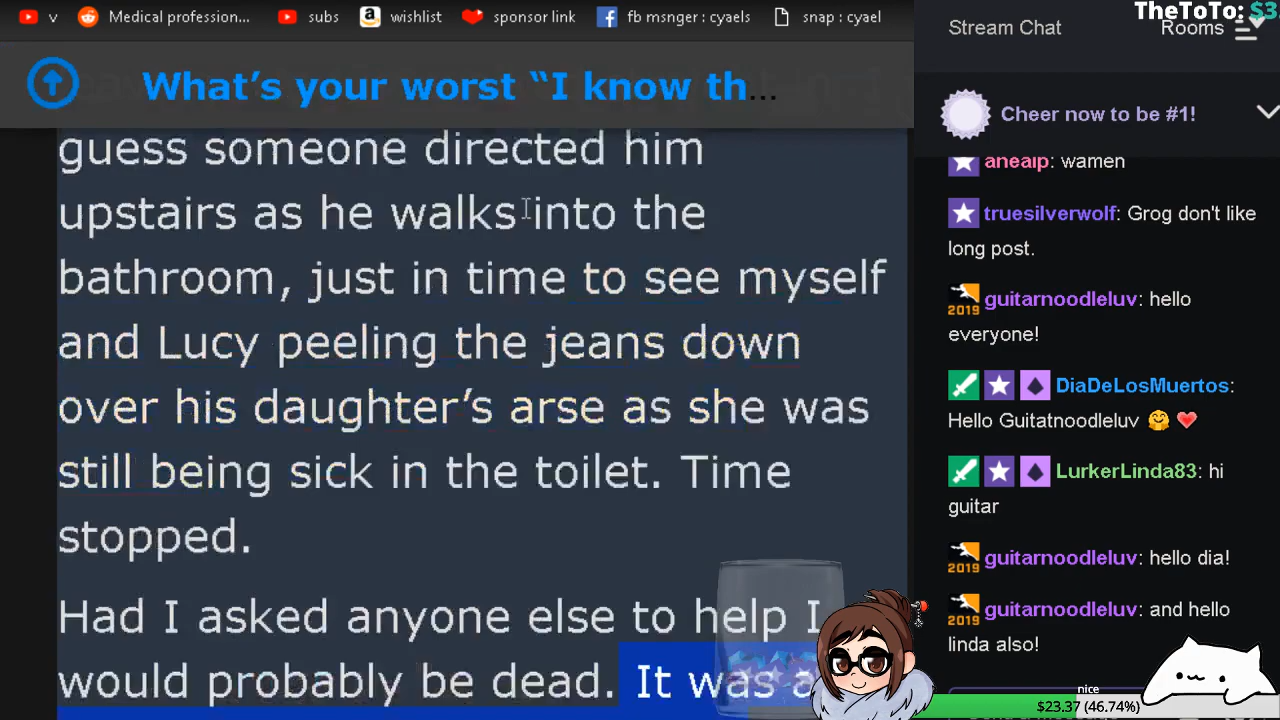 v
Medical profession...
subs
wishlist
sponsor link
fb msnger : cyaels
snap : cyael
TheToTo: $3
Stream Chat
Rooms
What's your worst “I know th...
Cheer now to be #1!
guess someone directed him
upstairs as he walks into the
bathroom, just in time to see myself
and Lucy peeling the jeans down
over his daughter’s arse as she was
still being sick in the toilet. Time
stopped.
Had I asked anyone else to help I
would probably be dead. It was a
anealp: wamen
truesilverwolf: Grog don't like
long post.
2019
guitarnoodleluv: hello
everyone!
DiaDeLosMuertos:
Hello Guitatnoodleluv 🤗 ❤️
LurkerLinda83: hi
guitar
2019
guitarnoodleluv: hello dia!
2019
guitarnoodleluv: and hello
linda also!
nice
$23.37 (46.74%)